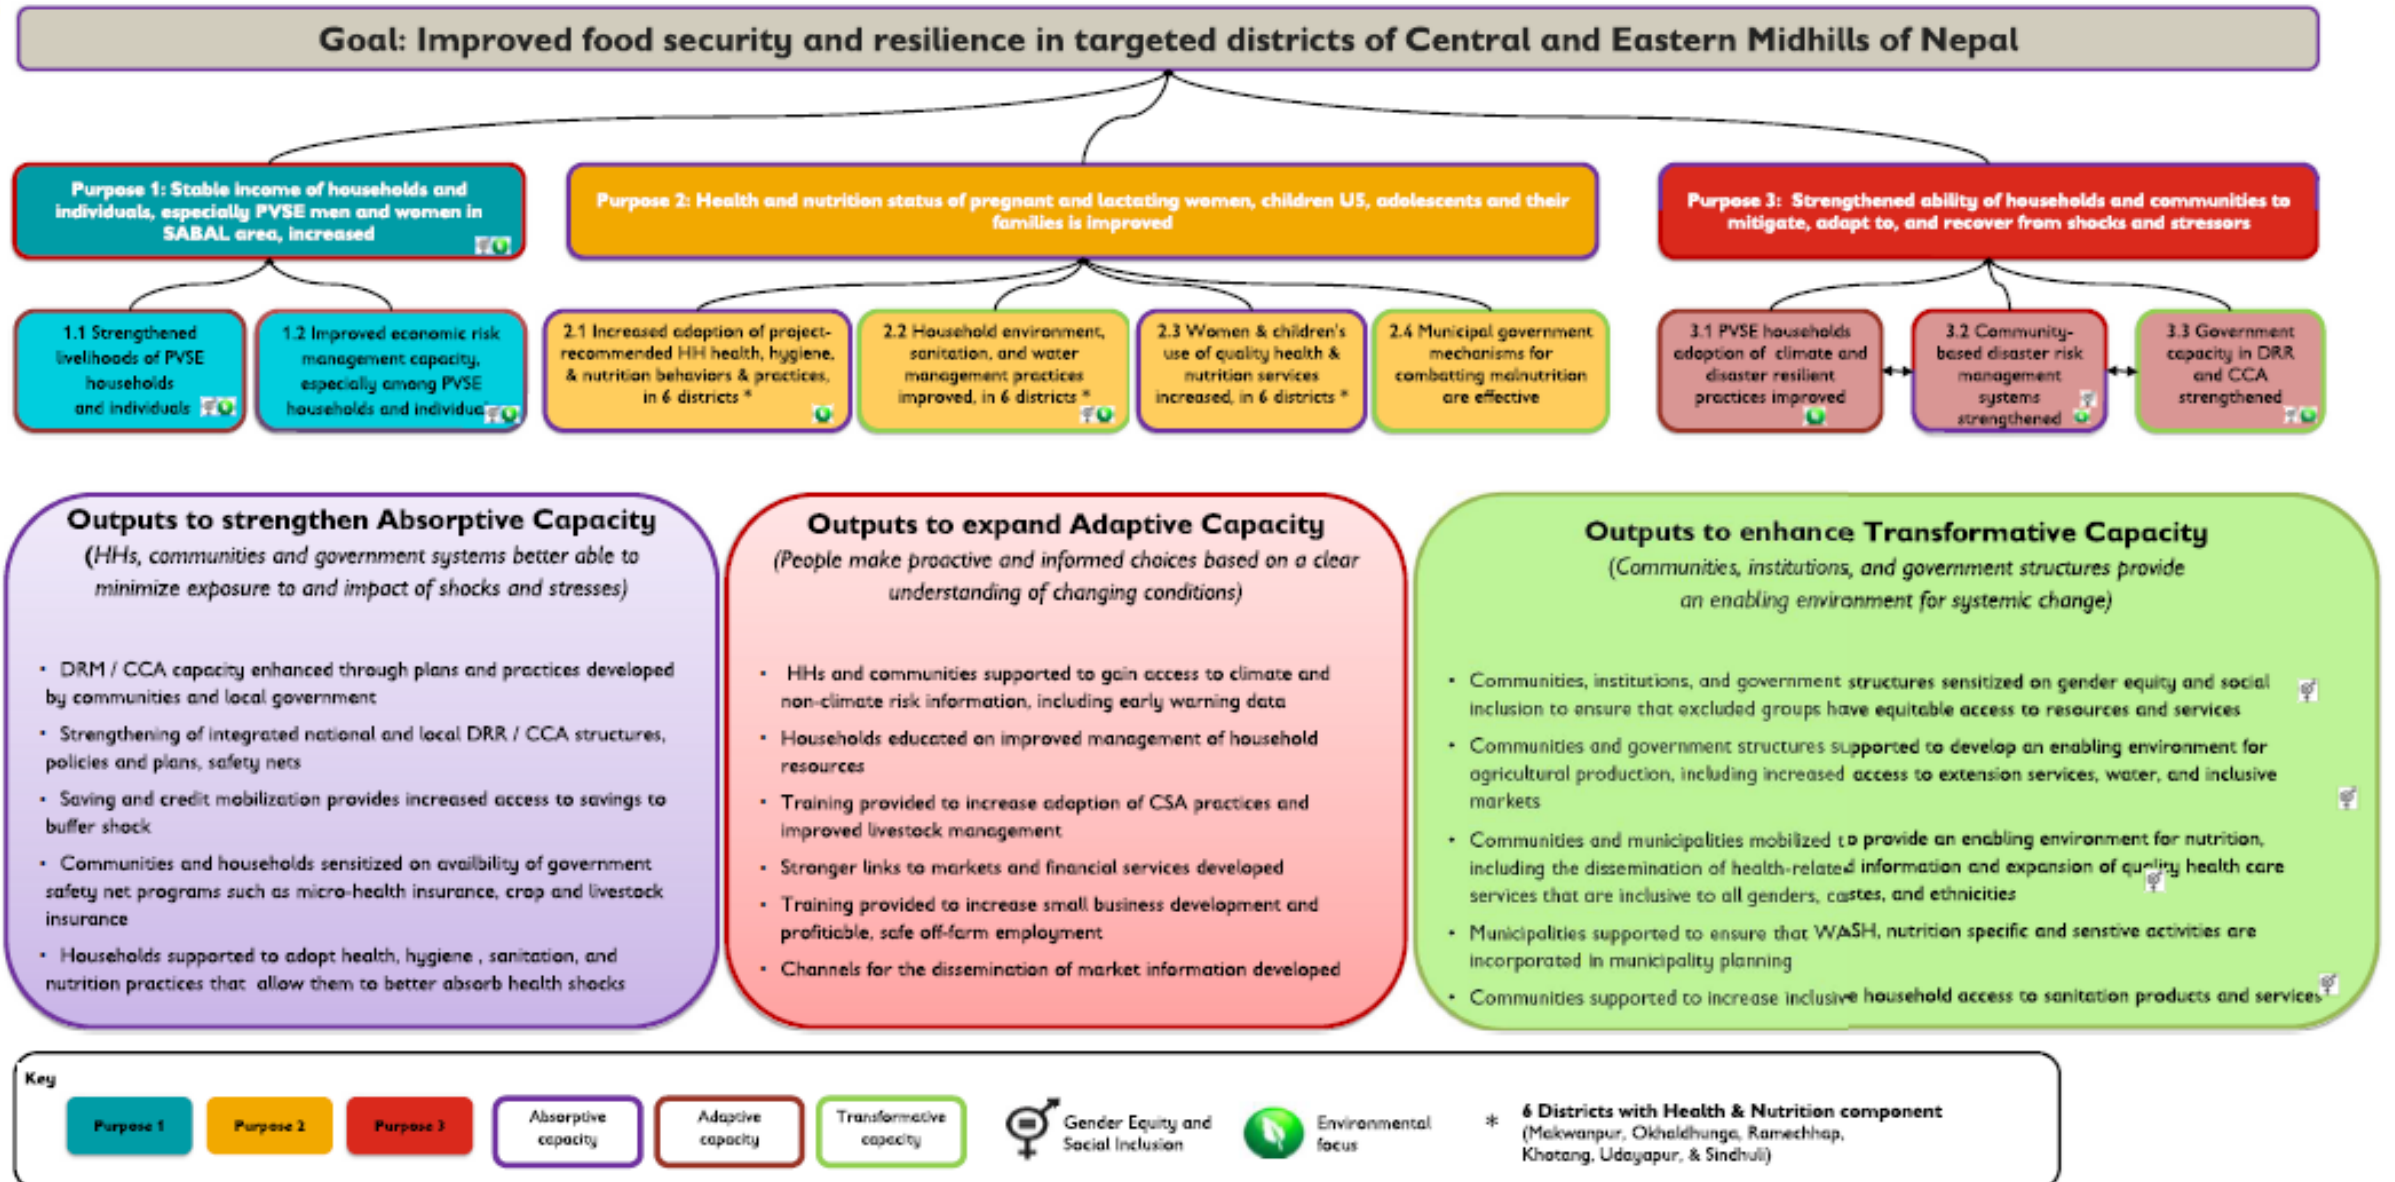 Goal: Improved food security and resilience in targeted districts of Central and Eastern Midhills of Nepal
Purpose 1: Stable income of households and
individuals, especially PVSE men and women in
SABAL area, increased
Purpose 2: Health and nutrition status of pregnant and lactating women, children U5, adolescents and their
families is improved
Purpose 3: Strengthened ability of households and communities to
mitigate, adapt to, and recover from shocks and stressors
1.1 Strengthened
livelihoods of PVSE
households
and individuals
1.2 Improved economic risk
management capacity,
especially among PVSE
households and individua
2.1 Increased adoption of project-
recommended HH health, hygiene,
& nutrition behaviors & practices,
in 6 districts *
2.2 Household environment,
sanitation, and water
management practices
improved, in 6 districts *
2.3 Women & children's
use of quality health &
nutrition services
increased, in 6 districts *
2.4 Municipal government
mechanisms for
combatting malnutrition
are effective
3.1 PVSE households
adoption of climate and
disaster resilient
practices improved
3.2 Community-
based disaster risk
management
systems
strengthened
3.3 Government
capacity in DRR
and CCA
strengthened
Outputs to strengthen Absorptive Capacity
(HHs, communities and government systems better able to
minimize exposure to and impact of shocks and stresses)
• DRM / CCA capacity enhanced through plans and practices developed
by communities and local government
• Strengthening of integrated national and local DRR / CCA structures,
policies and plans, safety nets
• Saving and credit mobilization provides increased access to savings to
buffer shock
• Communities and households sensitized on availbility of government
safety net programs such as micro-health insurance, crop and livestock
insurance
• Households supported to adopt health, hygiene , sanitation, and
nutrition practices that allow them to better absorb health shocks
Outputs to expand Adaptive Capacity
(People make proactive and informed choices based on a clear
understanding of changing conditions)
• HHs and communities supported to gain access to climate and
non-climate risk information, including early warning data
• Households educated on improved management of household
resources
• Training provided to increase adoption of CSA practices and
improved livestock management
• Stronger links to markets and financial services developed
• Training provided to increase small business development and
profitiable, safe off-farm employment
• Channels for the dissemination of market information developed
Outputs to enhance Transformative Capacity
(Communities, institutions, and government structures provide
an enabling environment for systemic change)
• Communities, institutions, and government structures sensitized on gender equity and social
inclusion to ensure that excluded groups have equitable access to resources and services
• Communities and government structures supported to develop an enabling environment for
agricultural production, including increased access to extension services, water, and inclusive
markets
• Communities and municipalities mobilized to provide an enabling environment for nutrition,
including the dissemination of health-related information and expansion of quality health care
services that are inclusive to all genders, castes, and ethnicities
• Municipalities supported to ensure that WASH, nutrition specific and senstive activities are
incorporated in municipality planning
• Communities supported to increase inclusive household access to sanitation products and services
Key
Purpose 1
Purpose 2
Purpose 3
Absorptive
capacity
Adaptive
capacity
Transformative
capacity
Gender Equity and
Social Inclusion
Environmental
focus
* 6 Districts with Health & Nutrition component
(Makwanpur, Okhaldhunga, Ramechhap,
Khotang, Udayapur, & Sindhuli)